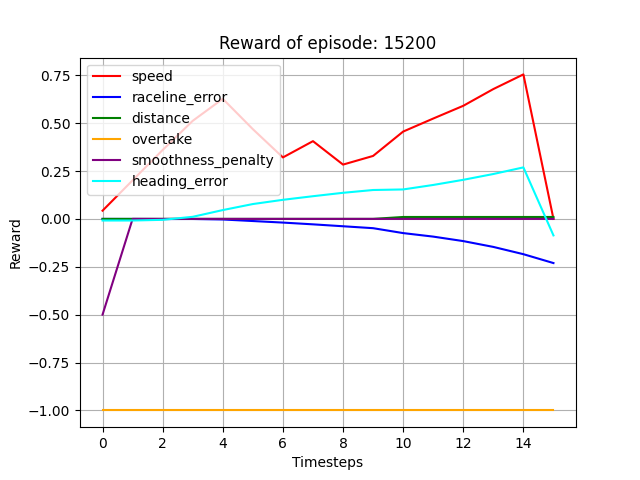 Reward of episode: 15200
speed
raceline_error
distance
overtake
smoothness_penalty
heading_error
0.75
0.50
0.25
0.00
−0.25
−0.50
−0.75
−1.00
Reward
0 2 4 6 8 10 12 14
Timesteps